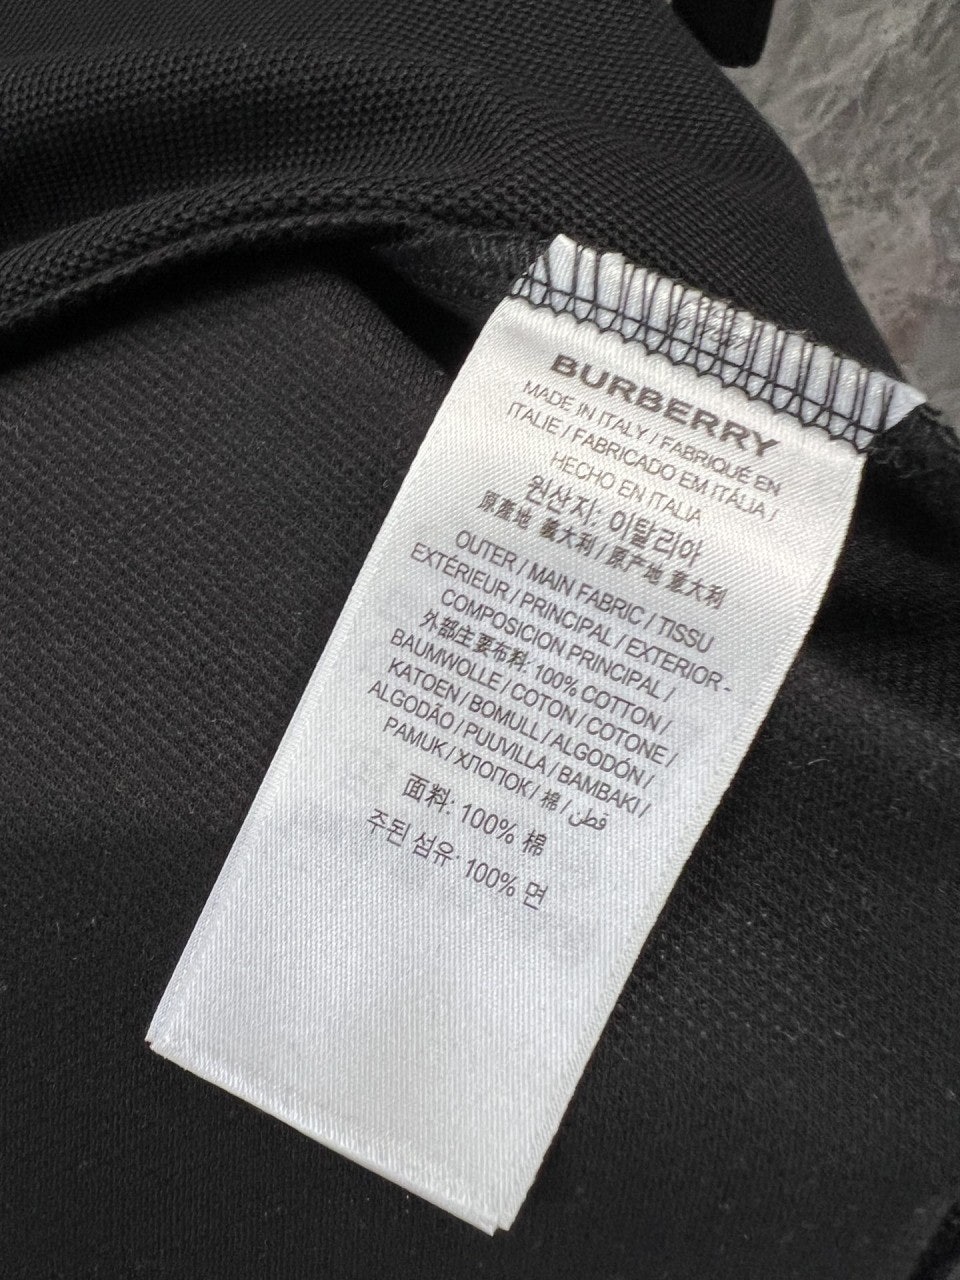 BURBERRY
MADE IN ITALY / FABRIQUÉ EN
ITALIE / FABRICADO EM ITÁLIA /
HECHO EN ITALIA
원산지: 이탈리아
原產地 義大利 / 原产地 意大利
OUTER / MAIN FABRIC / TISSU
EXTÉRIEUR / PRINCIPAL / EXTERIOR -
COMPOSICION PRINCIPAL /
外部主要布料: 100% COTTON /
BAUMWOLLE / COTON / COTONE /
KATOEN / BOMULL / ALGODÓN /
ALGODÃO / PUUVILLA / BAMBAKI /
PAMUK / ХЛОПОК / 棉 / قطن
面料: 100% 棉
주된 섬유: 100% 면